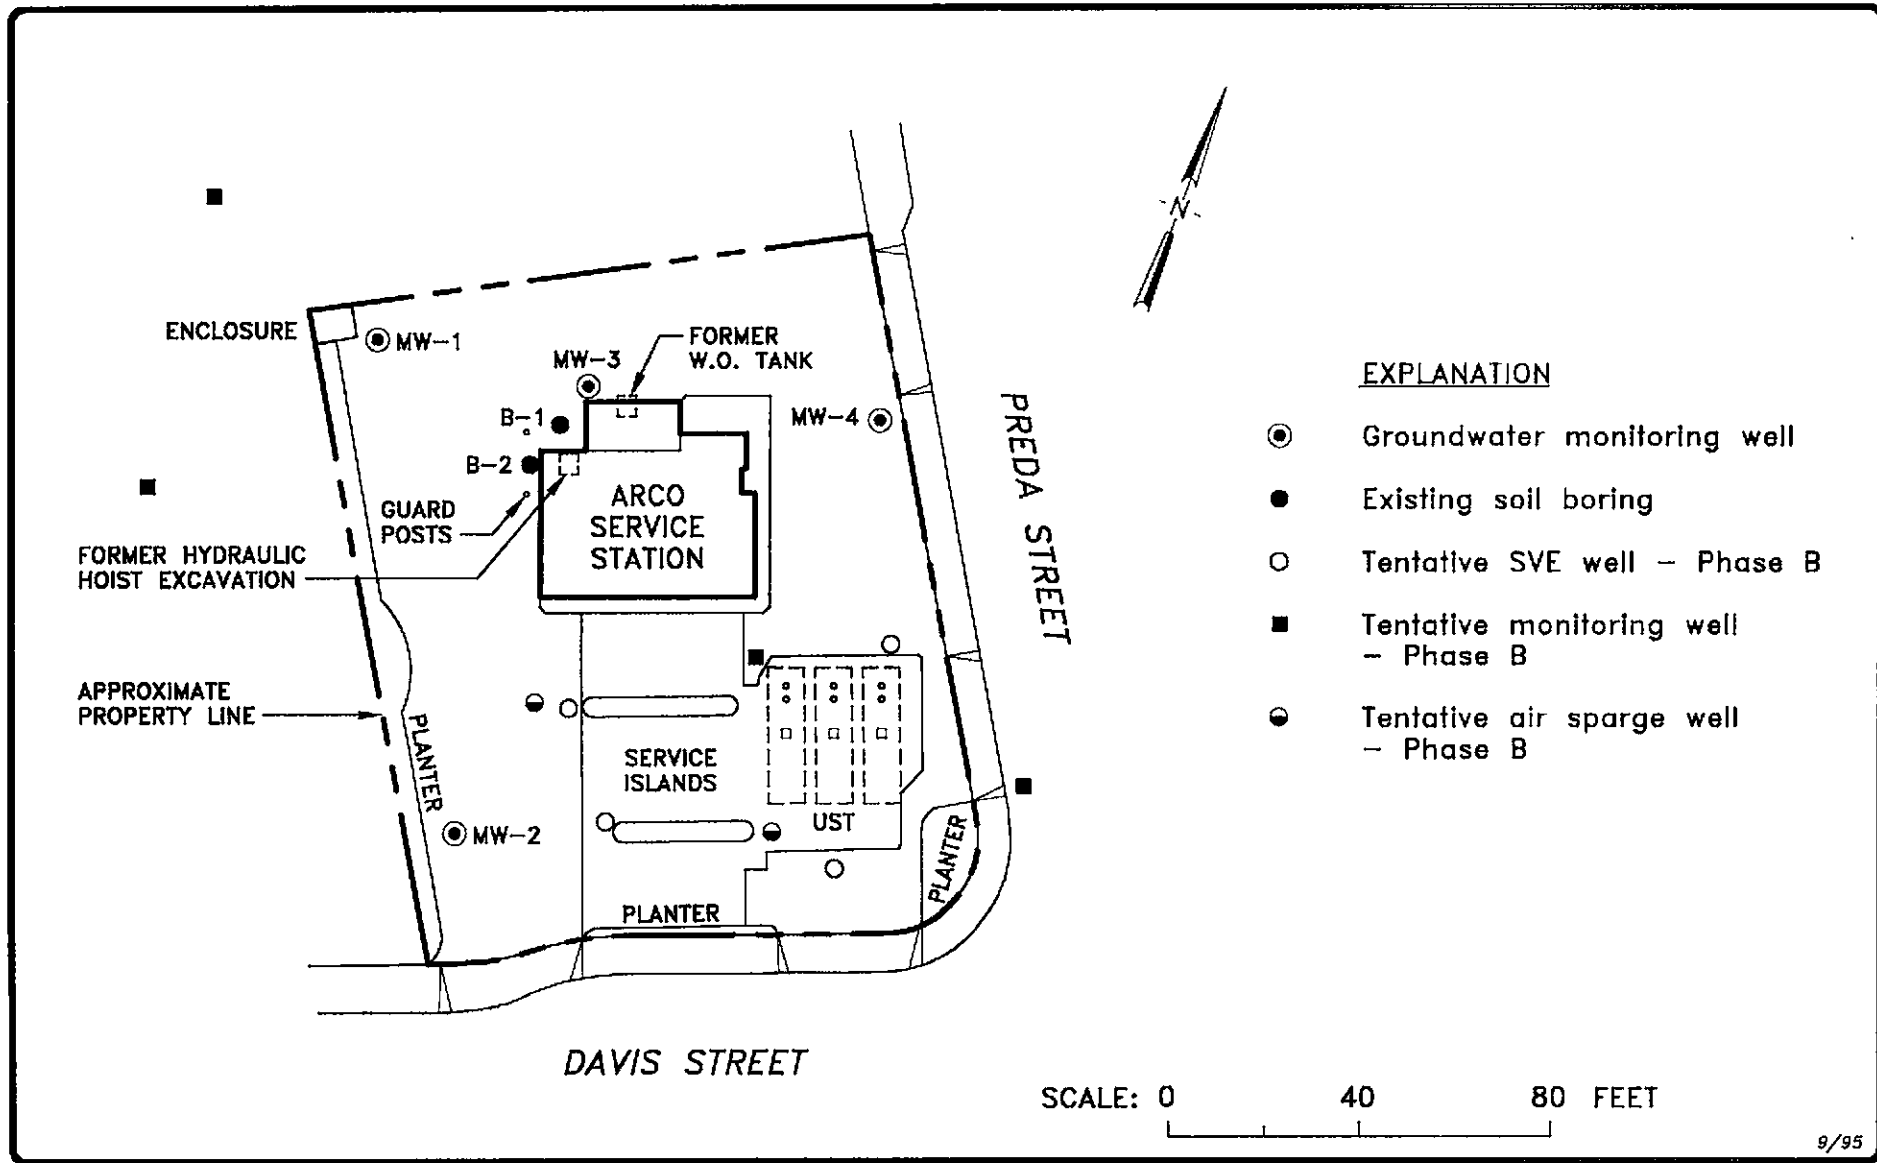 N
ENCLOSURE
MW-1
MW-3
FORMER
W.O. TANK
B-1
MW-4
B-2
GUARD
POSTS
ARCO
SERVICE
STATION
FORMER HYDRAULIC
HOIST EXCAVATION
PREDA STREET
APPROXIMATE
PROPERTY LINE
PLANTER
SERVICE
ISLANDS
UST
MW-2
PLANTER
PLANTER
DAVIS STREET
EXPLANATION
Groundwater monitoring well
Existing soil boring
Tentative SVE well - Phase B
Tentative monitoring well
- Phase B
Tentative air sparge well
- Phase B
SCALE: 0 40 80 FEET
9/95